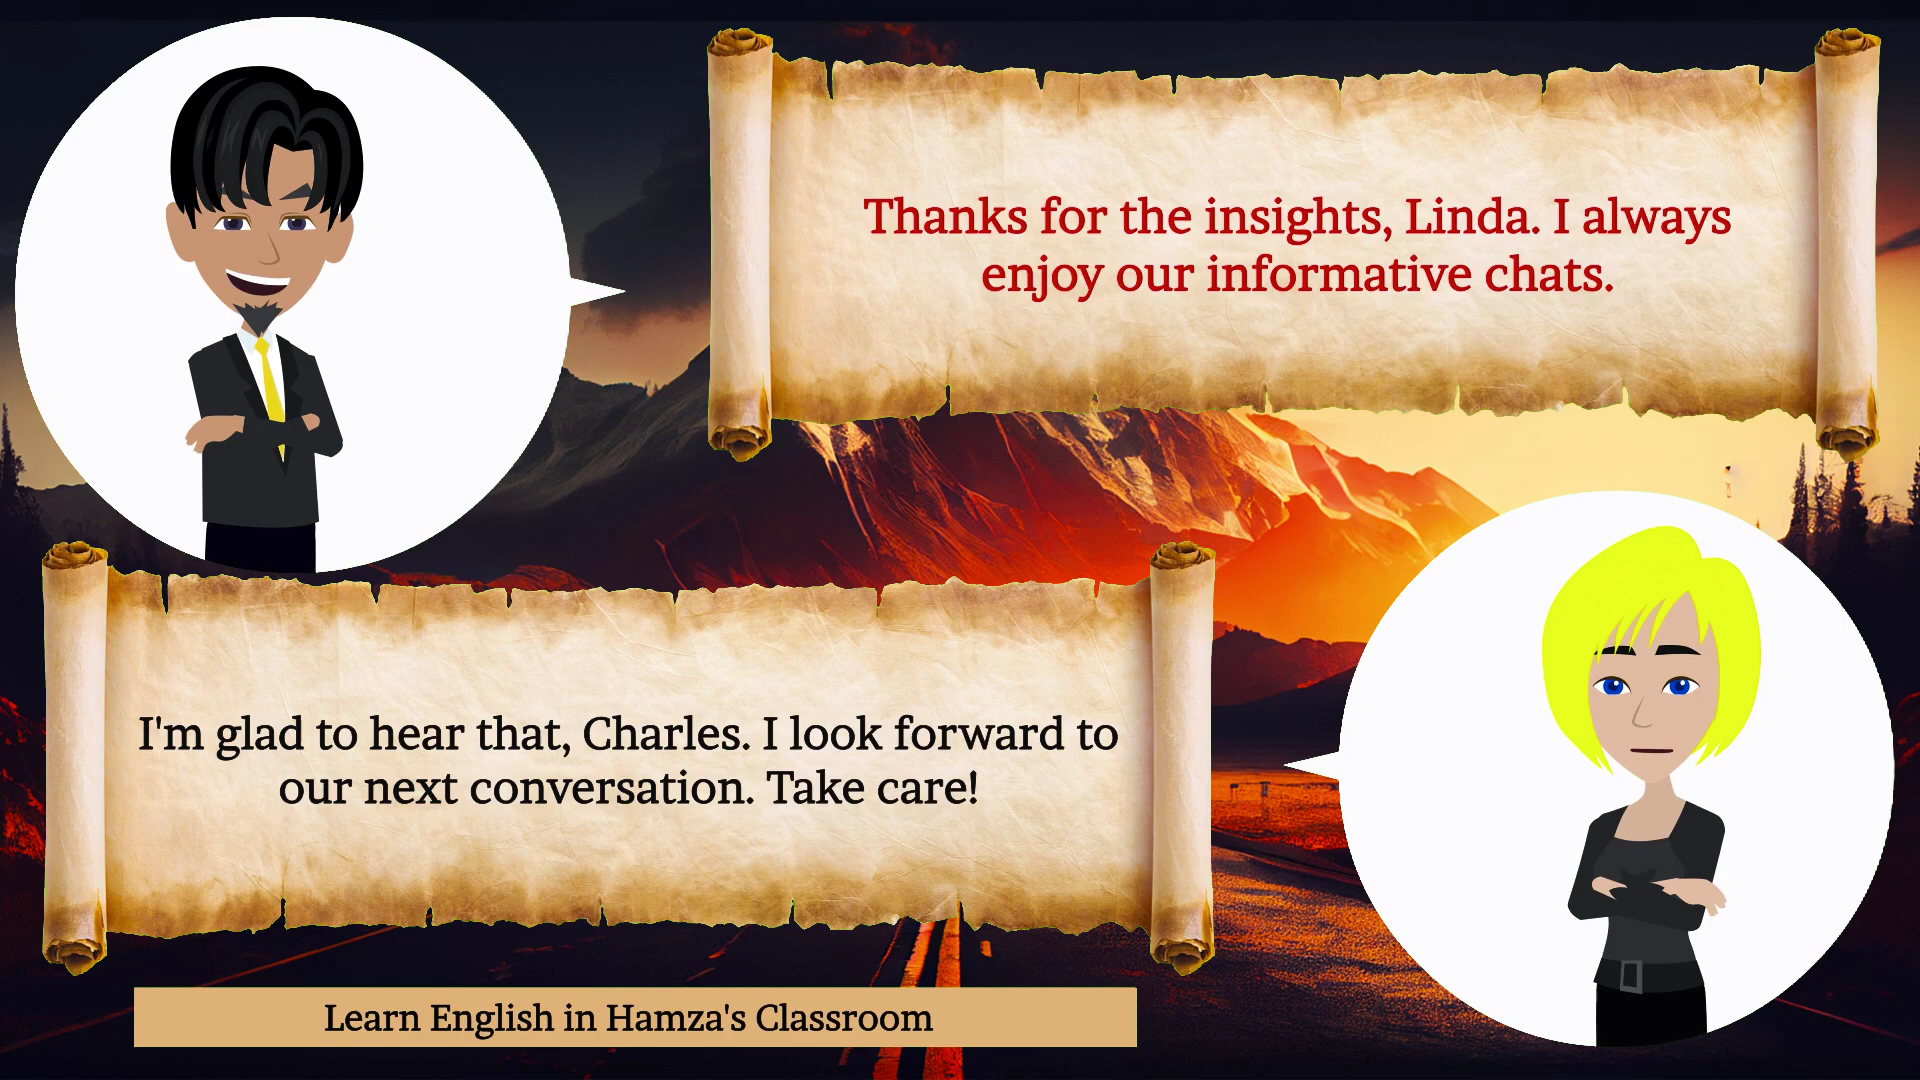 Thanks for the insights, Linda. I always
enjoy our informative chats.
I'm glad to hear that, Charles. I look forward to
our next conversation. Take care!
Learn English in Hamza's Classroom